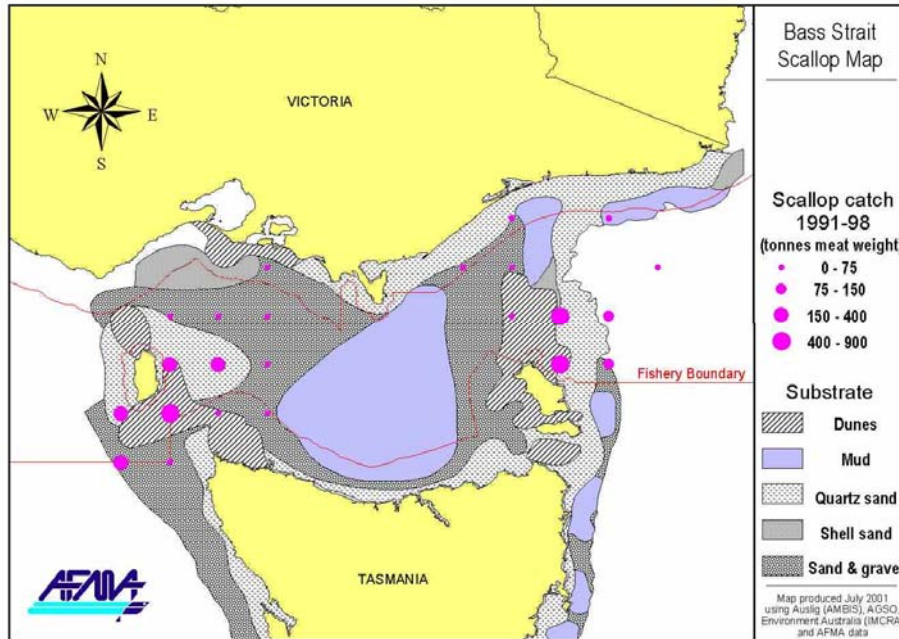 Bass Strait
Scallop Map
N
W
E
S
VICTORIA
Scallop catch
1991-98
(tonnes meat weight)
0 - 75
75 - 150
150 - 400
400 - 900
Fishery Boundary
Substrate
Dunes
Mud
Quartz sand
Shell sand
Sand & grave
TASMANIA
AFMA
Map produced July 2001
using Auslig (AMBIS), AGSO,
Environment Australia (IMCRA
and AFMA data